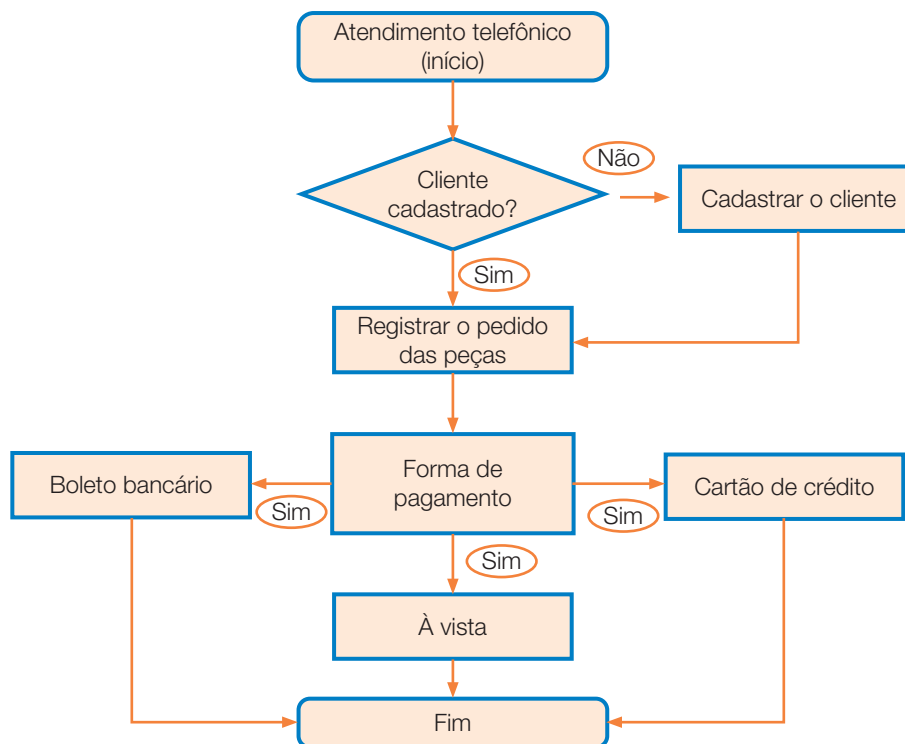 Atendimento telefônico
(início)
Não
Cliente
cadastrado?
Cadastrar o cliente
Sim
Registrar o pedido
das peças
Boleto bancário
Forma de
pagamento
Cartão de crédito
Sim
Sim
Sim
À vista
Fim